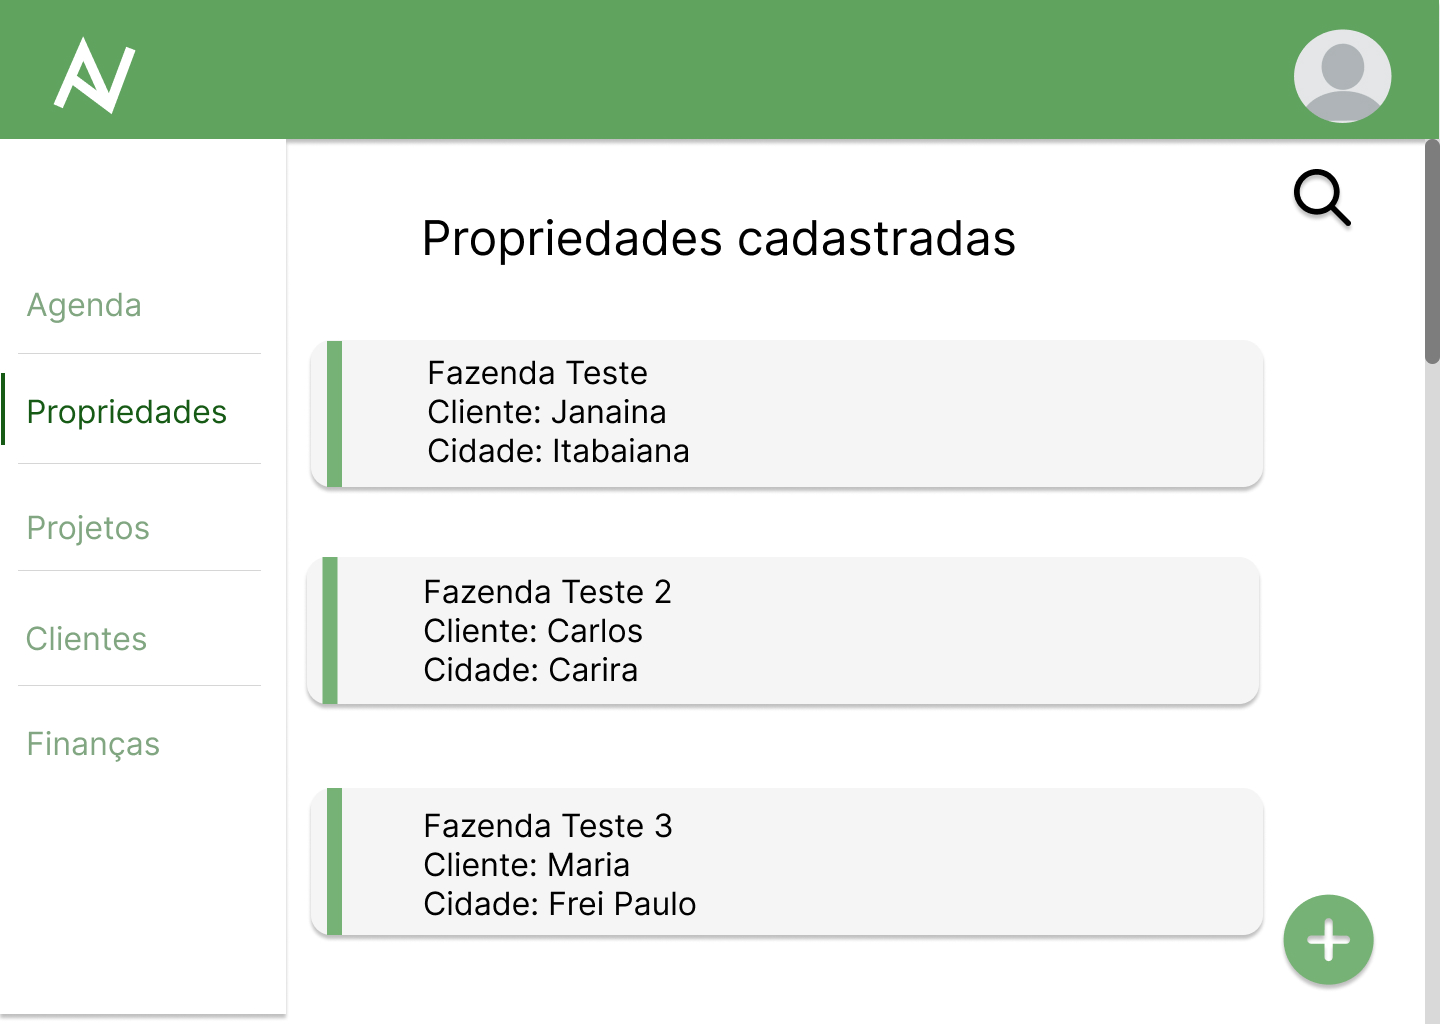 Propriedades cadastradas
Agenda
Propriedades
Projetos
Clientes
Finanças
Fazenda Teste
Cliente: Janaina
Cidade: Itabaiana
Fazenda Teste 2
Cliente: Carlos
Cidade: Carira
Fazenda Teste 3
Cliente: Maria
Cidade: Frei Paulo